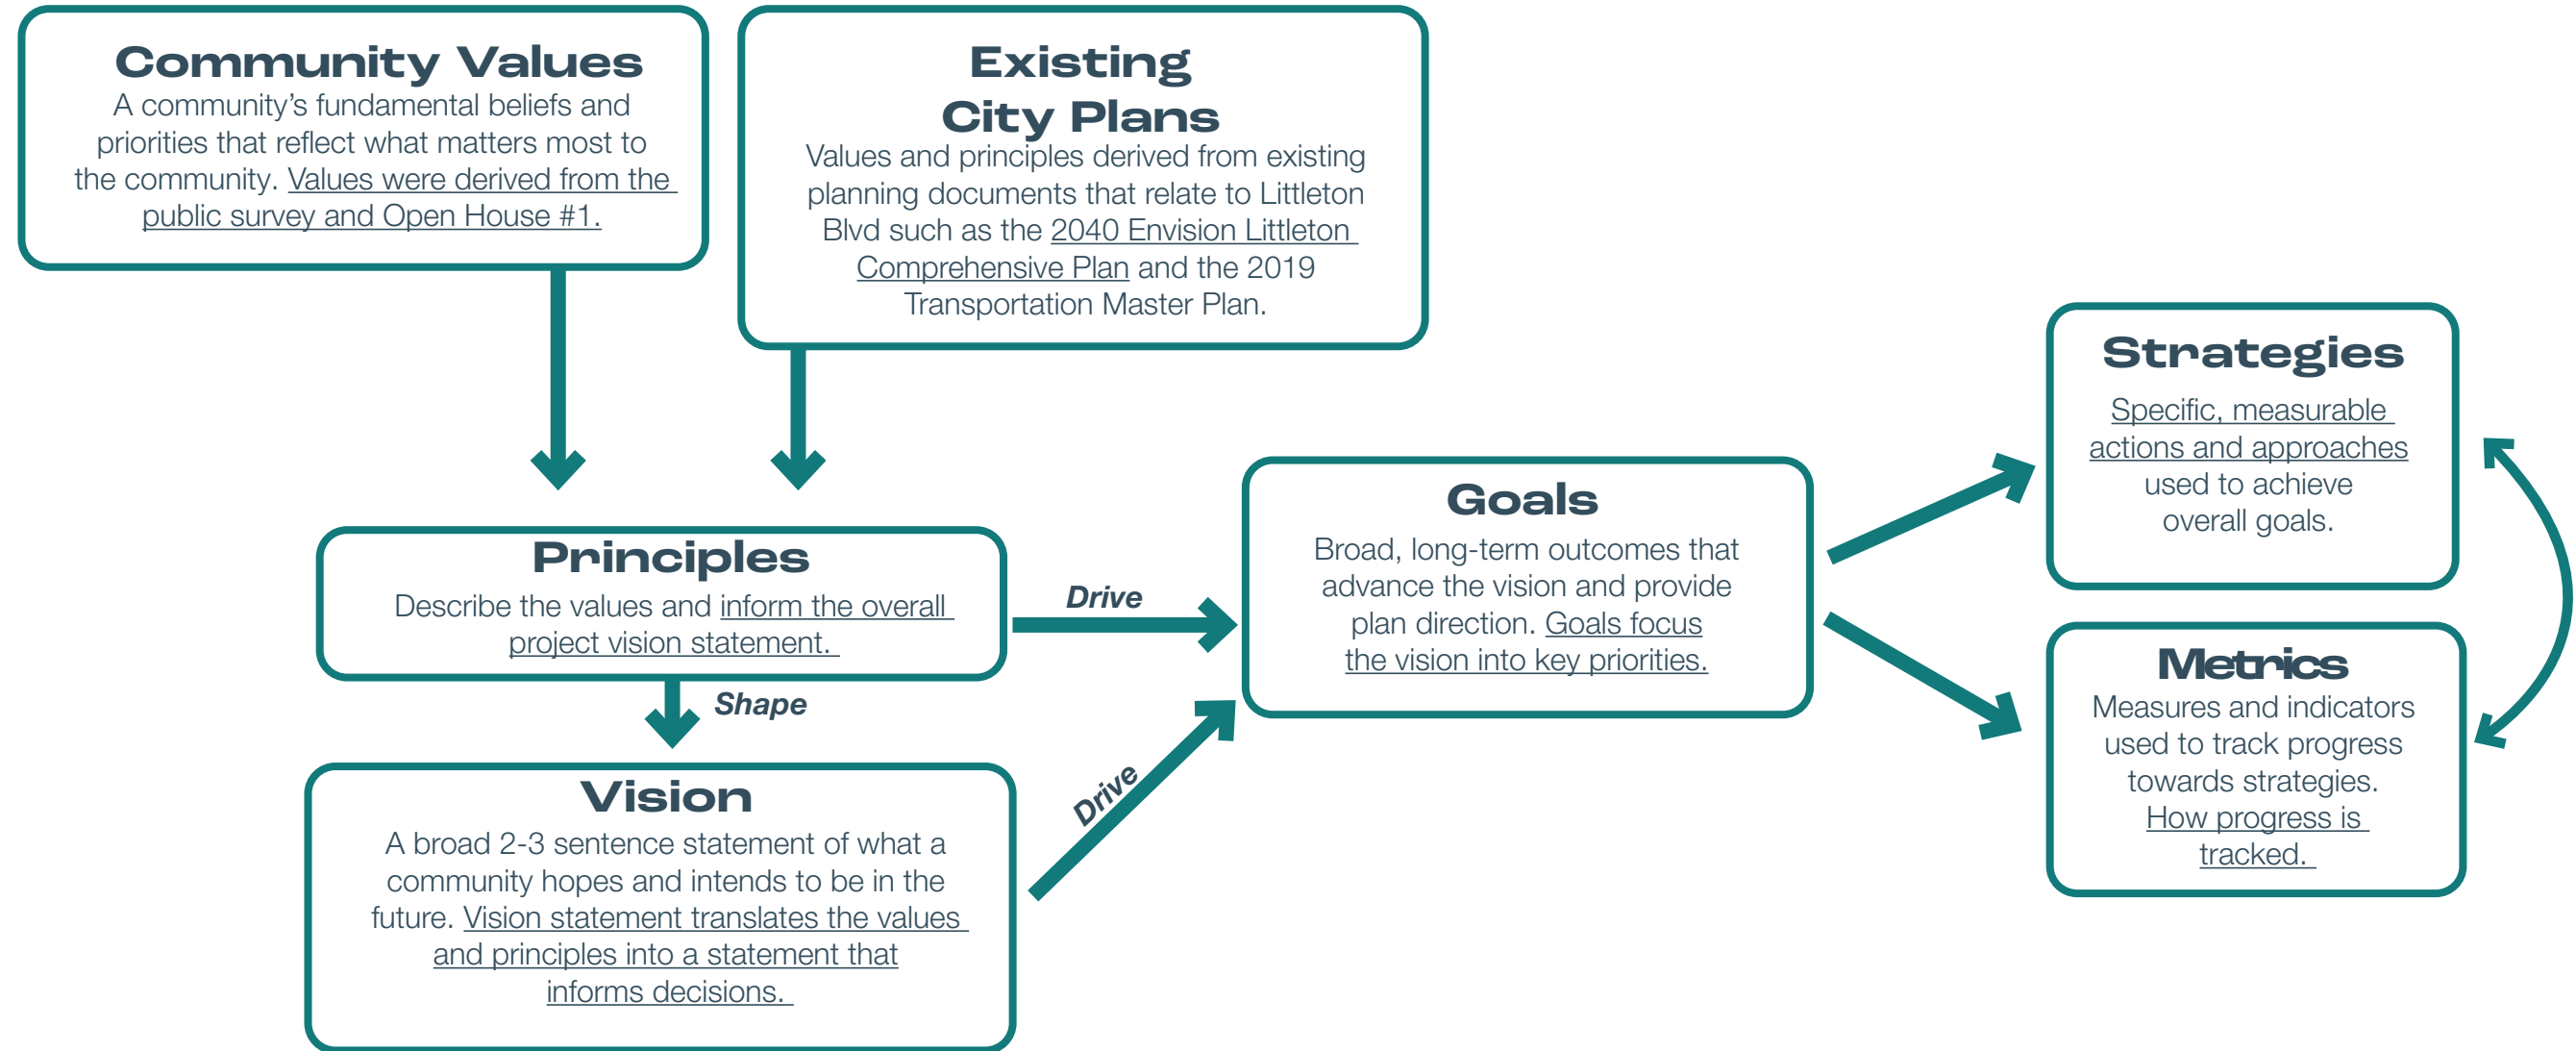 Community Values
A community’s fundamental beliefs and
priorities that reflect what matters most to
the community. Values were derived from the
public survey and Open House #1.
Existing
City Plans
Values and principles derived from existing
planning documents that relate to Littleton
Blvd such as the 2040 Envision Littleton
Comprehensive Plan and the 2019
Transportation Master Plan.
Principles
Describe the values and inform the overall
project vision statement.
Shape
Vision
A broad 2-3 sentence statement of what a
community hopes and intends to be in the
future. Vision statement translates the values
and principles into a statement that
informs decisions.
Drive
Drive
Goals
Broad, long-term outcomes that
advance the vision and provide
plan direction. Goals focus
the vision into key priorities.
Strategies
Specific, measurable
actions and approaches
used to achieve
overall goals.
Metrics
Measures and indicators
used to track progress
towards strategies.
How progress is
tracked.